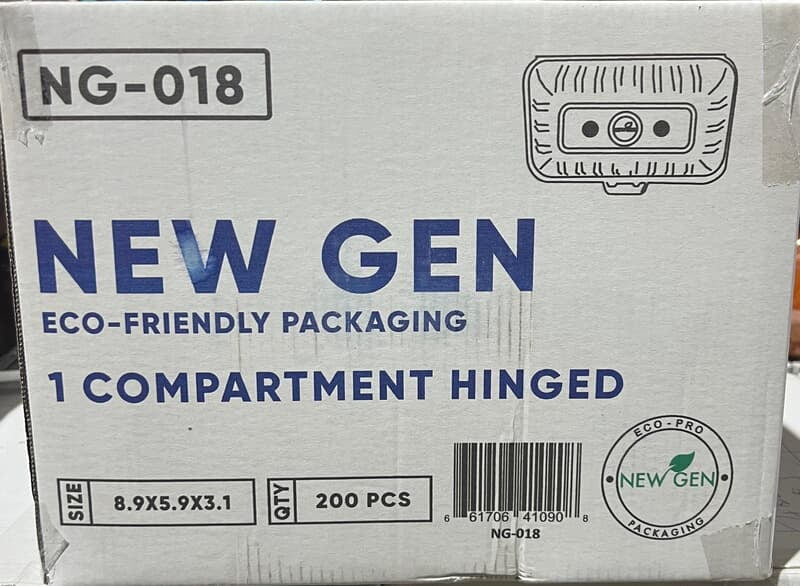 NG-018
NEW GEN
ECO-FRIENDLY PACKAGING
1 COMPARTMENT HINGED
SIZE 8.9X5.9X3.1
QTY 200 PCS
6 61706 41090 8
NG-018
ECO-PRO
NEW GEN
PACKAGING